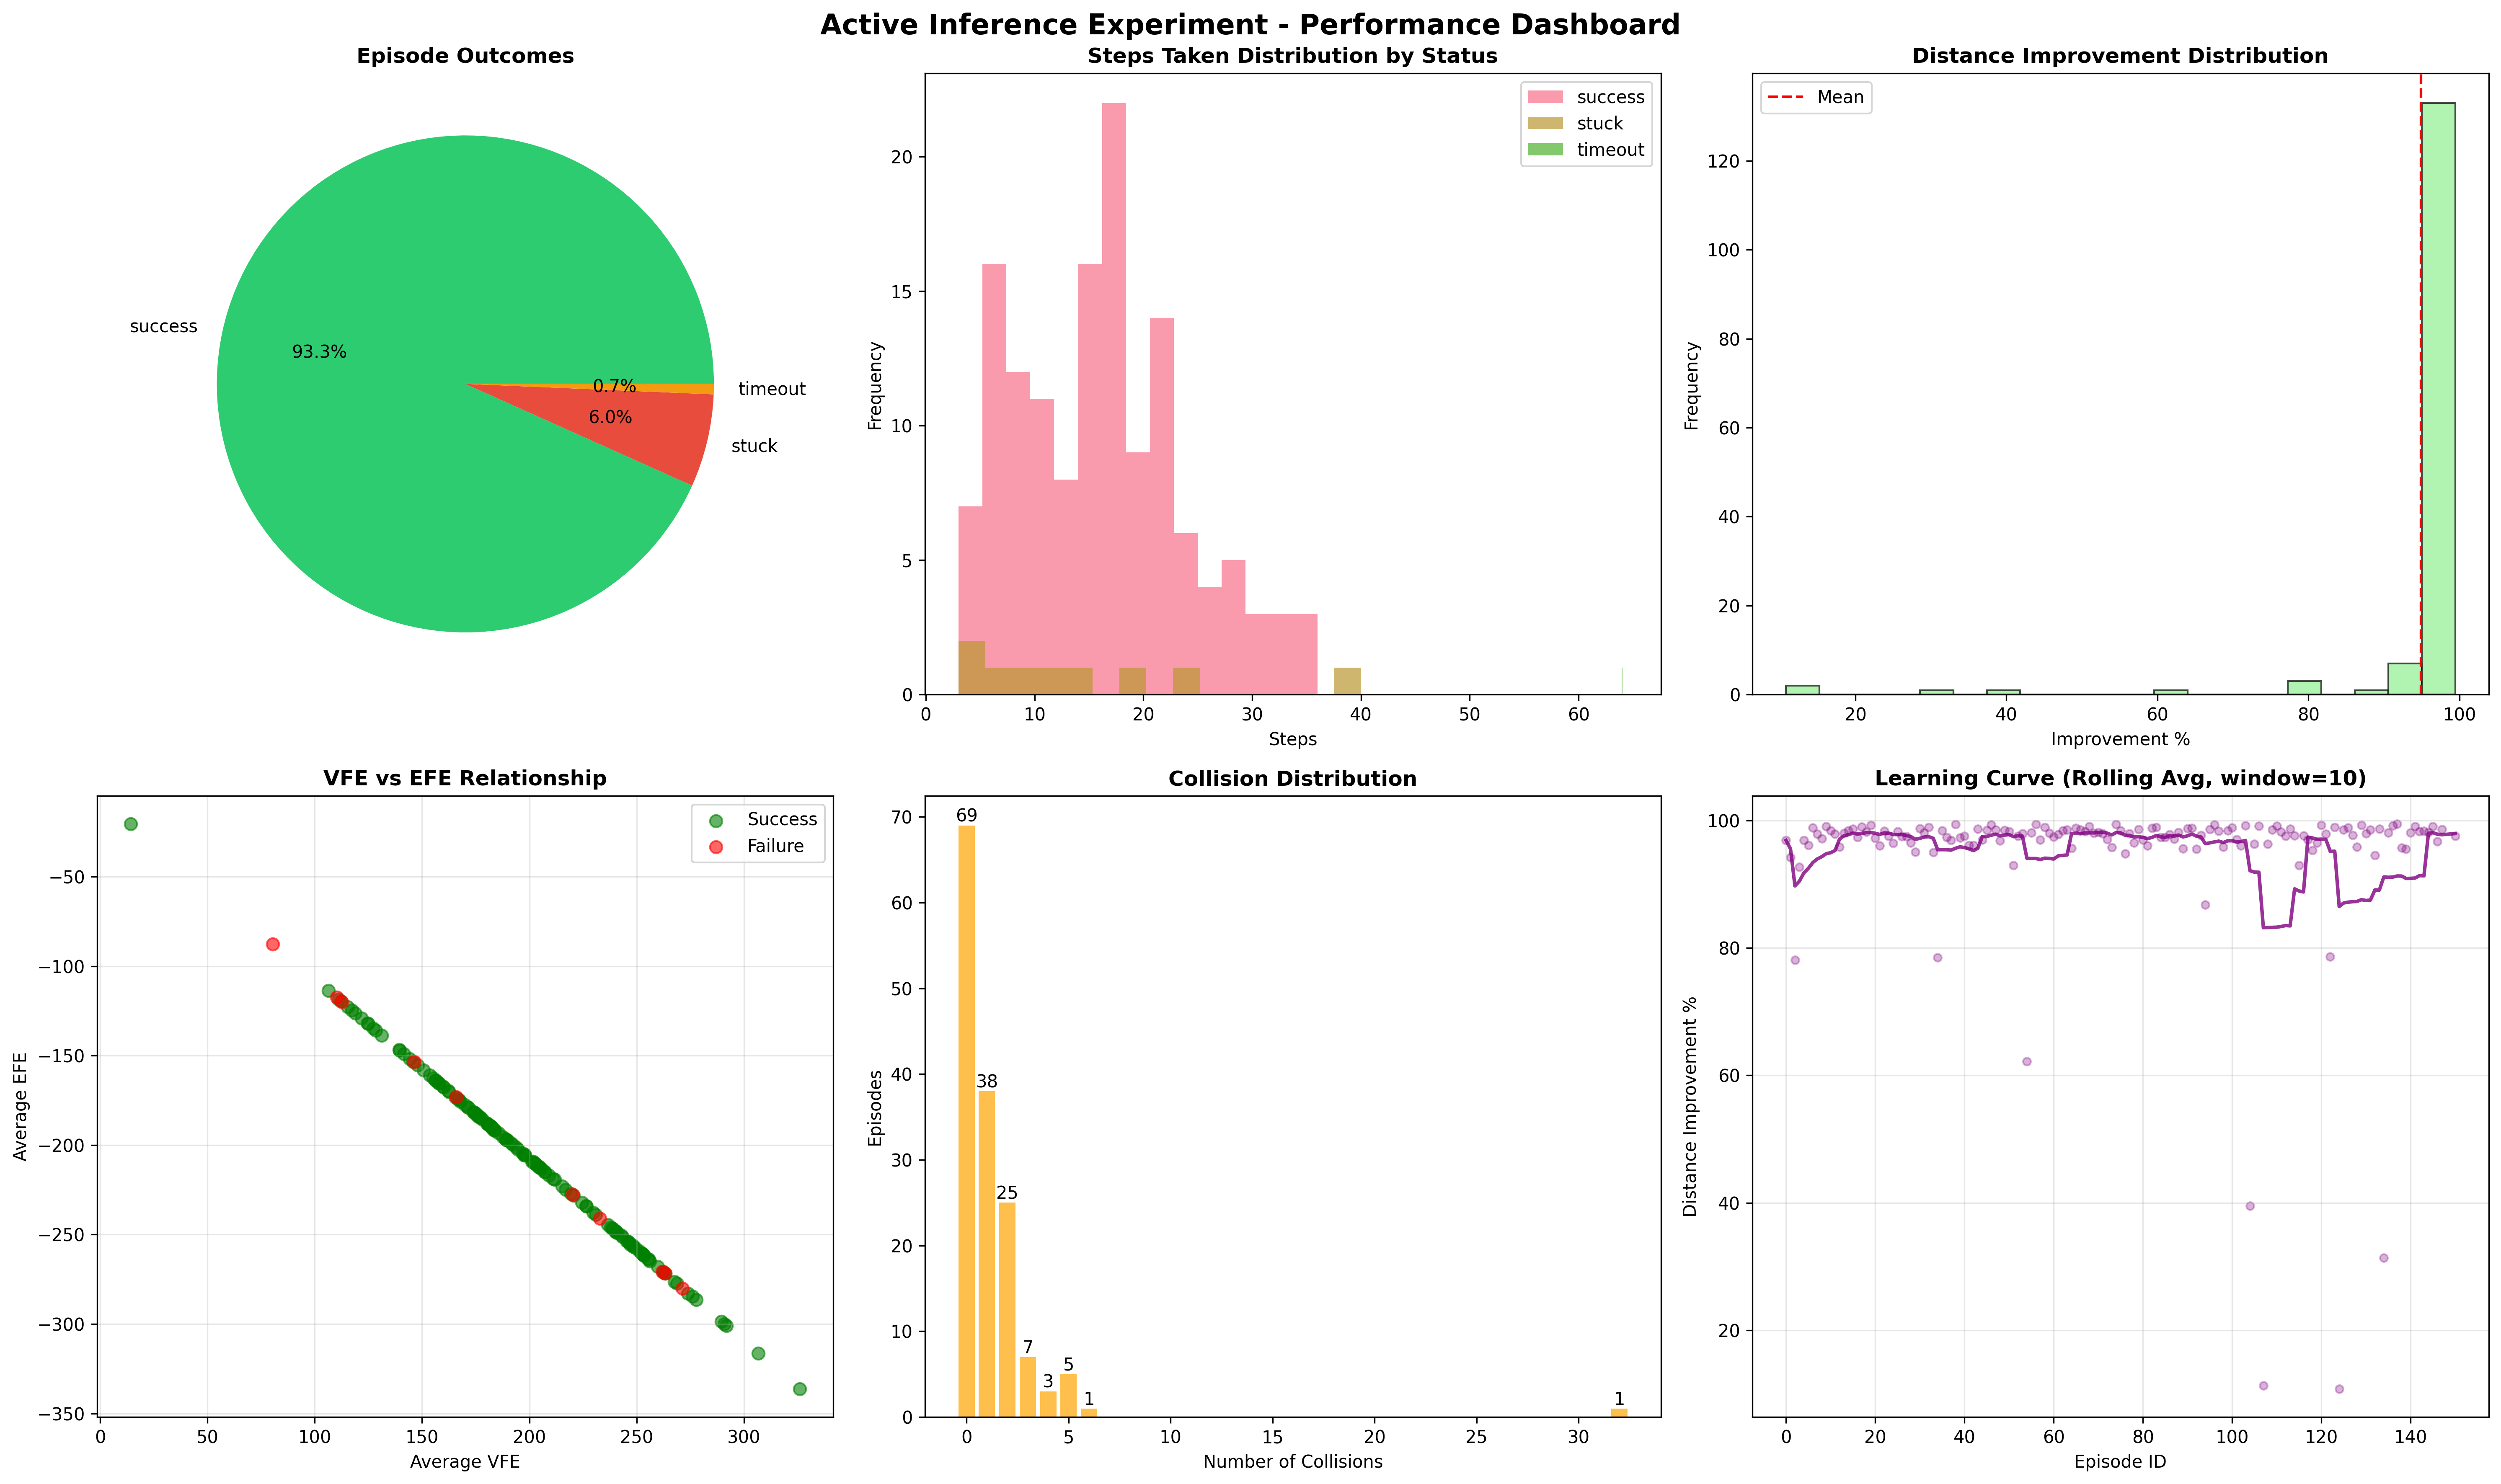 Active Inference Experiment - Performance Dashboard
Episode Outcomes
success
93.3%
0.7%
timeout
6.0%
stuck
Steps Taken Distribution by Status
success
stuck
timeout
Frequency
20
15
10
5
0
0 10 20 30 40 50 60
Steps
Distance Improvement Distribution
Mean
Frequency
120
100
80
60
40
20
0
20 40 60 80 100
Improvement %
VFE vs EFE Relationship
Success
Failure
Average EFE
−50
−100
−150
−200
−250
−300
−350
0 50 100 150 200 250 300
Average VFE
Collision Distribution
Episodes
70
60
50
40
30
20
10
0
69
38
25
7
3
5
1
1
0 5 10 15 20 25 30
Number of Collisions
Learning Curve (Rolling Avg, window=10)
Distance Improvement %
100
80
60
40
20
0 20 40 60 80 100 120 140
Episode ID